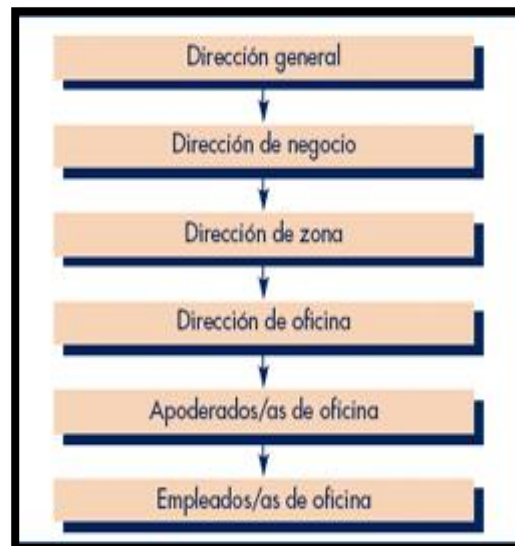 Dirección general
Dirección de negocio
Dirección de zona
Dirección de oficina
Apoderados/as de oficina
Empleados/as de oficina